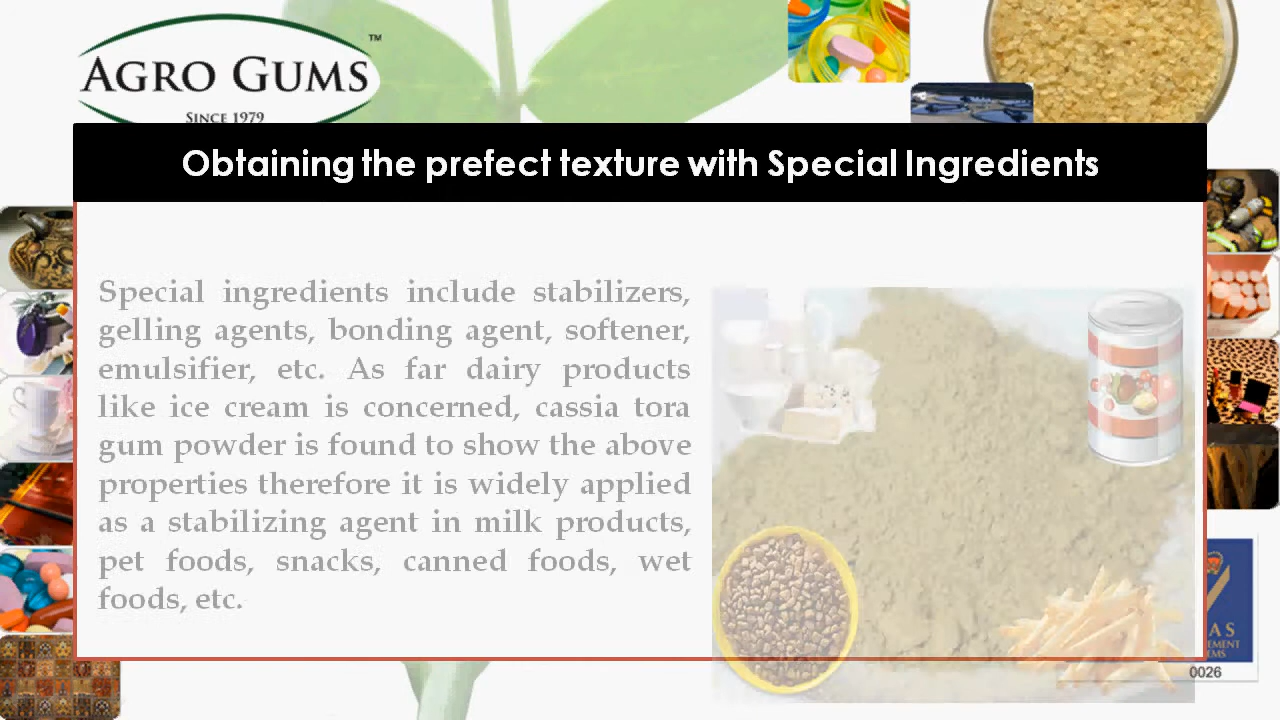 AGRO GUMS
TM
SINCE 1979
Obtaining the prefect texture with Special Ingredients
Special ingredients include stabilizers,
gelling agents, bonding agent, softener,
emulsifier, etc. As far dairy products
like ice cream is concerned, cassia tora
gum powder is found to show the above
properties therefore it is widely applied
as a stabilizing agent in milk products,
pet foods, snacks, canned foods, wet
foods, etc.
0026